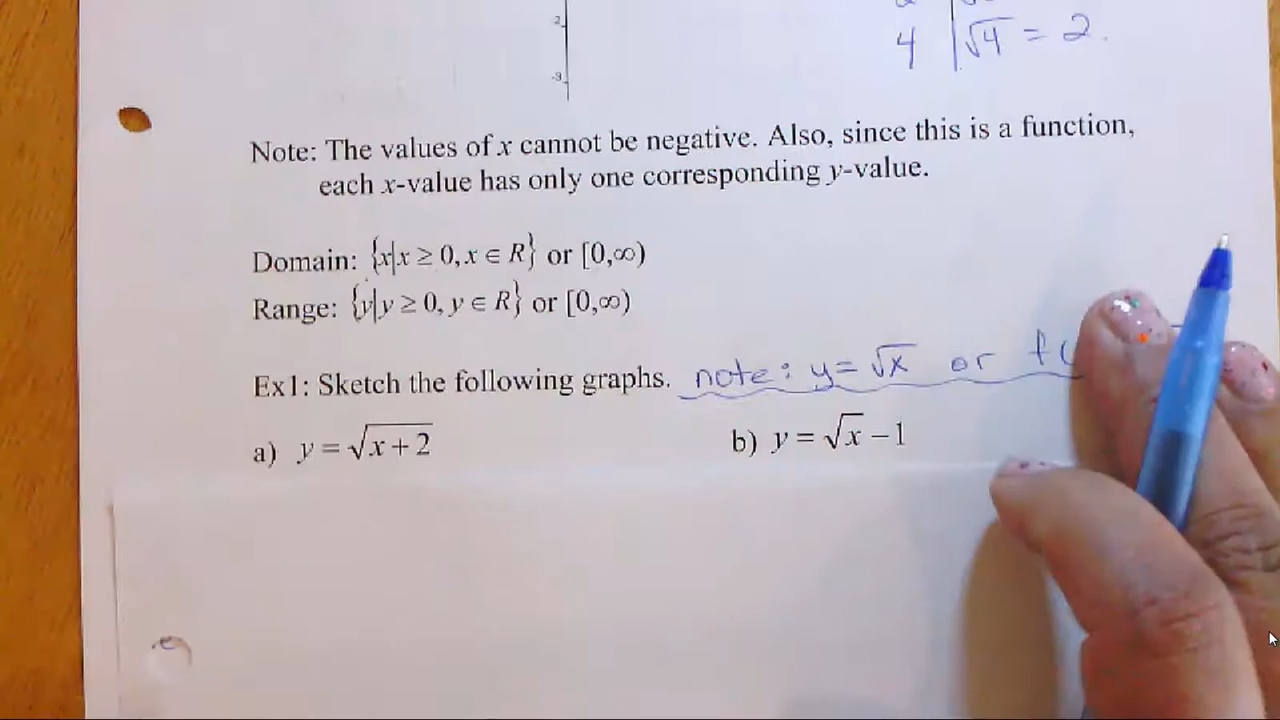 2
-3
4 | √4 = 2.
Note: The values of x cannot be negative. Also, since this is a function,
each x-value has only one corresponding y-value.
Domain: {x|x ≥ 0, x ∈ R} or [0,∞)
Range: {y|y ≥ 0, y ∈ R} or [0,∞)
Ex1: Sketch the following graphs. note: y = √x or f(
a) y = √x+2
b) y = √x − 1